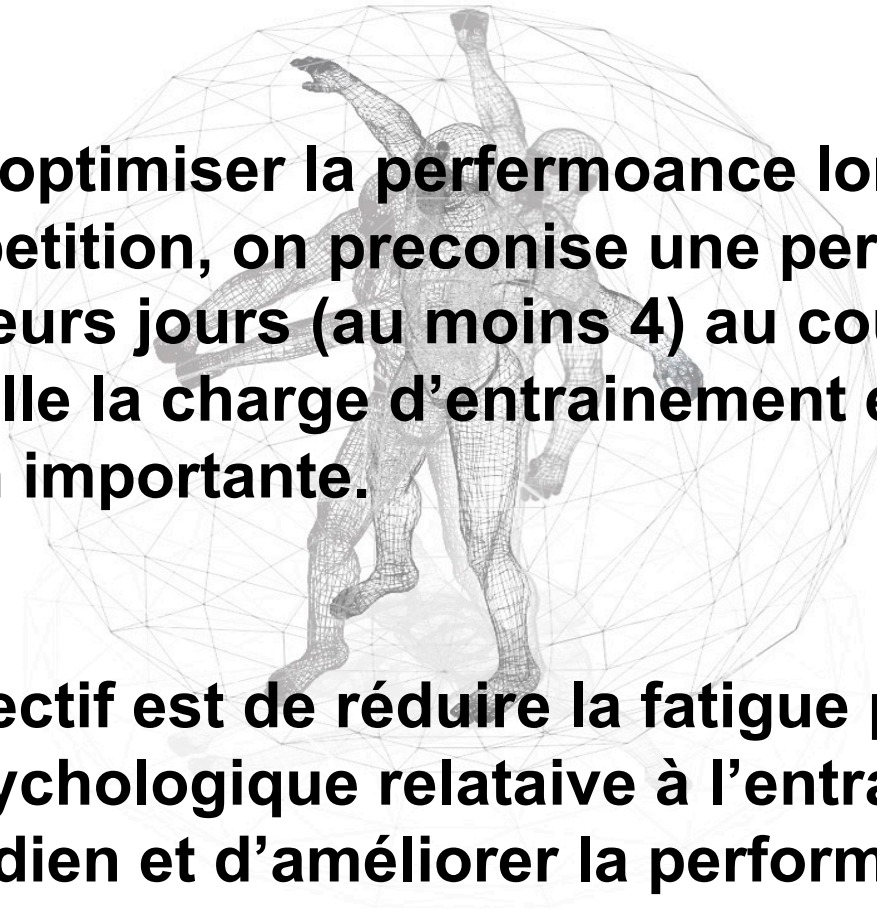 optimiser la perfermoance lor
petition, on preconise une per
eurs jours (au moins 4) au cou
lle la charge d’entrainement e
importante.
ectif est de réduire la fatigue p
ychologique relataive à l’entra
dien et d’améliorer la perform